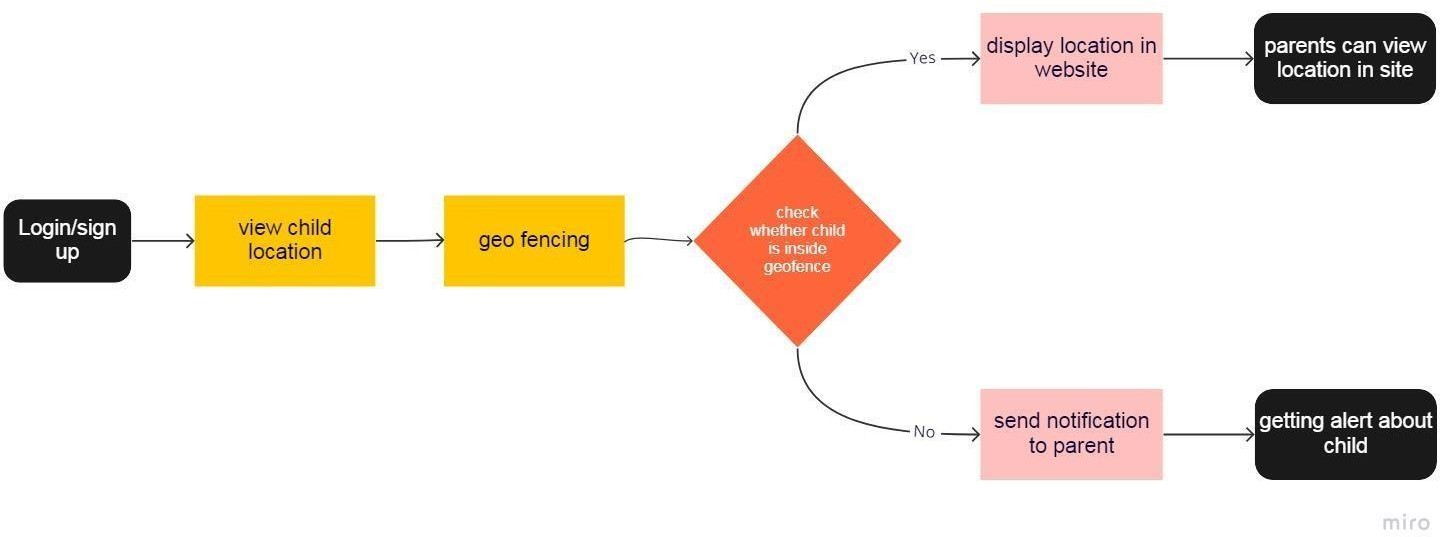 Login/sign
up
view child
location
geo fencing
check
whether child
is inside
geofence
Yes
display location in
website
parents can view
location in site
No
send notification
to parent
getting alert about
child
miro